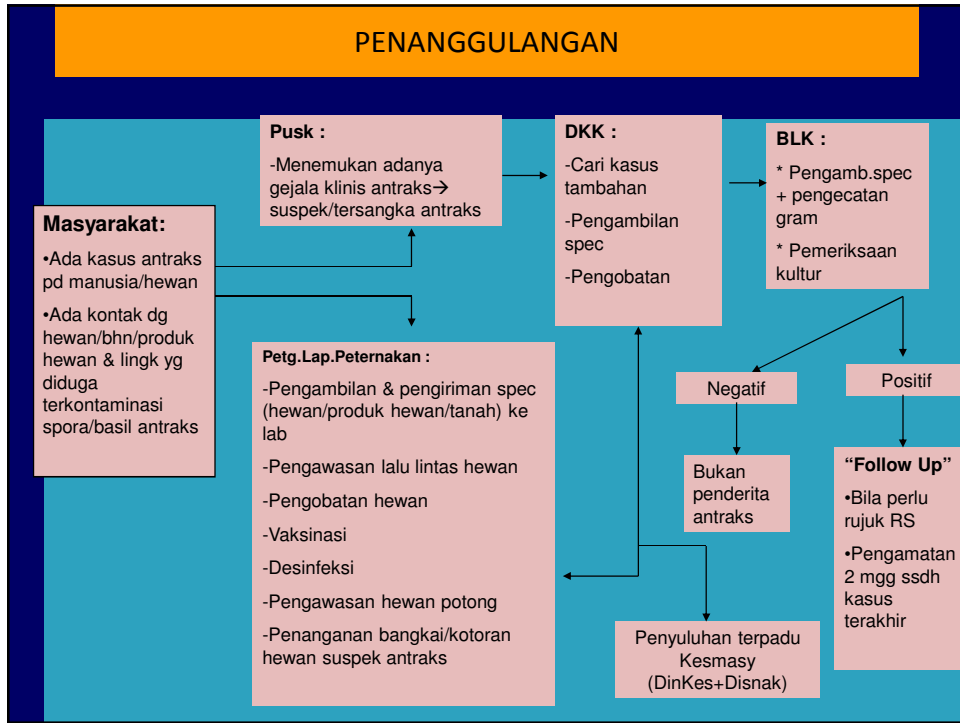 PENANGGULANGAN
Masyarakat:
•Ada kasus antraks
pd manusia/hewan
•Ada kontak dg
hewan/bhn/produk
hewan & lingk yg
diduga
terkontaminasi
spora/basil antraks
Pusk :
-Menemukan adanya
gejala klinis antraks→
suspek/tersangka antraks
DKK :
-Cari kasus
tambahan
-Pengambilan
spec
-Pengobatan
BLK :
* Pengamb.spec
+ pengecatan
gram
* Pemeriksaan
kultur
Petg.Lap.Peternakan :
-Pengambilan & pengiriman spec
(hewan/produk hewan/tanah) ke
lab
-Pengawasan lalu lintas hewan
-Pengobatan hewan
-Vaksinasi
-Desinfeksi
-Pengawasan hewan potong
-Penanganan bangkai/kotoran
hewan suspek antraks
Negatif
Positif
Bukan
penderita
antraks
“Follow Up”
•Bila perlu
rujuk RS
•Pengamatan
2 mgg ssdh
kasus
terakhir
Penyuluhan terpadu
Kesmasy
(DinKes+Disnak)